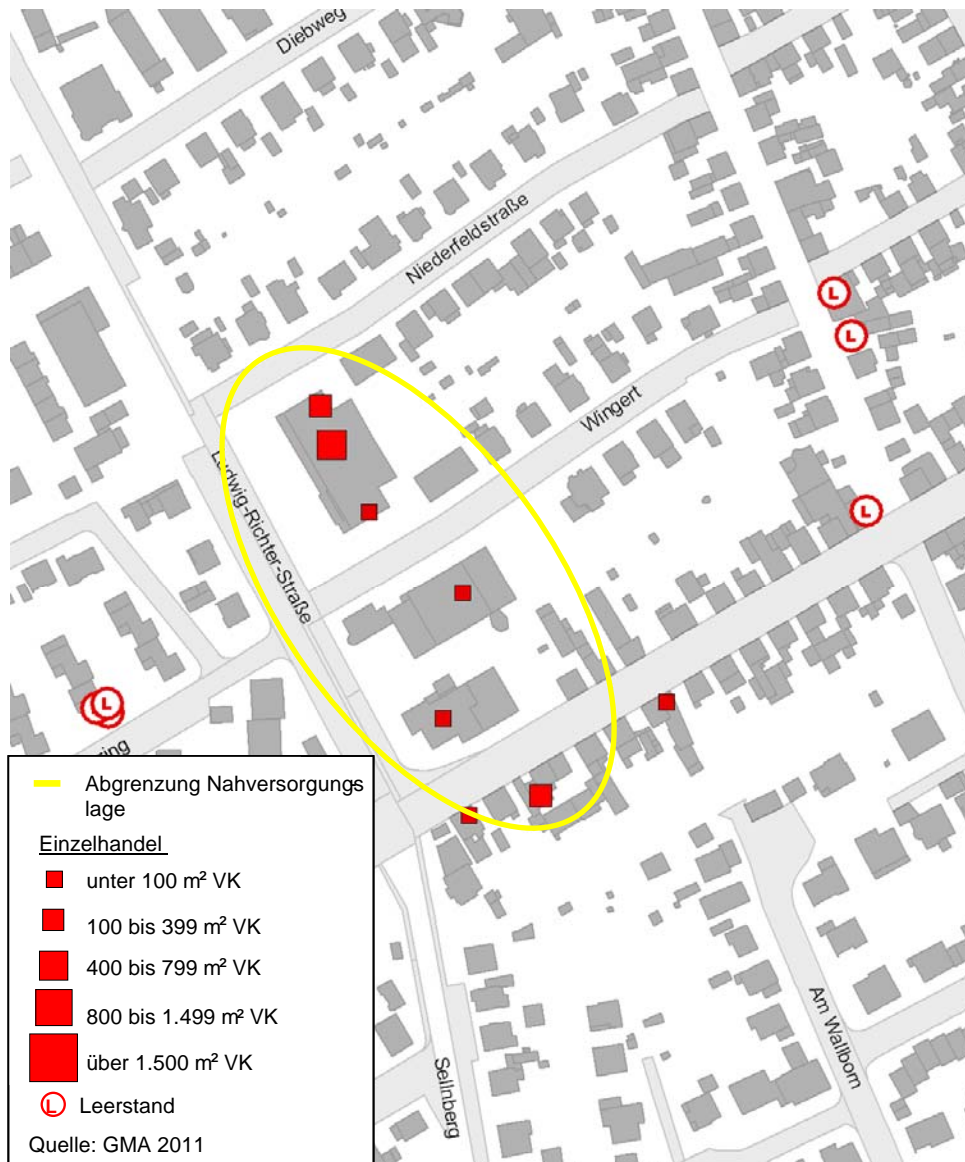 Diebweg
Niederfeldstraße
Wingert
Ludwig-Richter-Straße
L
L
L
L
ring
Am Wallborn
Sellnberg
Abgrenzung Nahversorgungs
lage
Einzelhandel
unter 100 m² VK
100 bis 399 m² VK
400 bis 799 m² VK
800 bis 1.499 m² VK
über 1.500 m² VK
L Leerstand
Quelle: GMA 2011